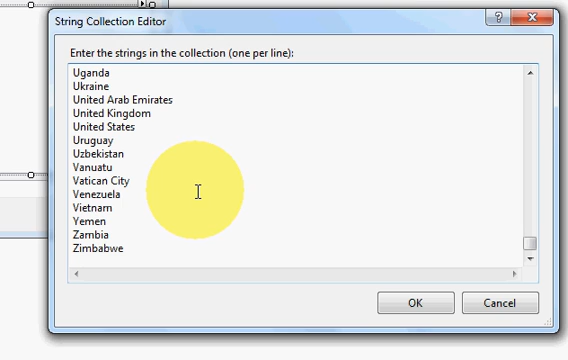 String Collection Editor
Enter the strings in the collection (one per line):
Uganda
Ukraine
United Arab Emirates
United Kingdom
United States
Uruguay
Uzbekistan
Vanuatu
Vatican City
Venezuela
Vietnam
Yemen
Zambia
Zimbabwe
OK
Cancel